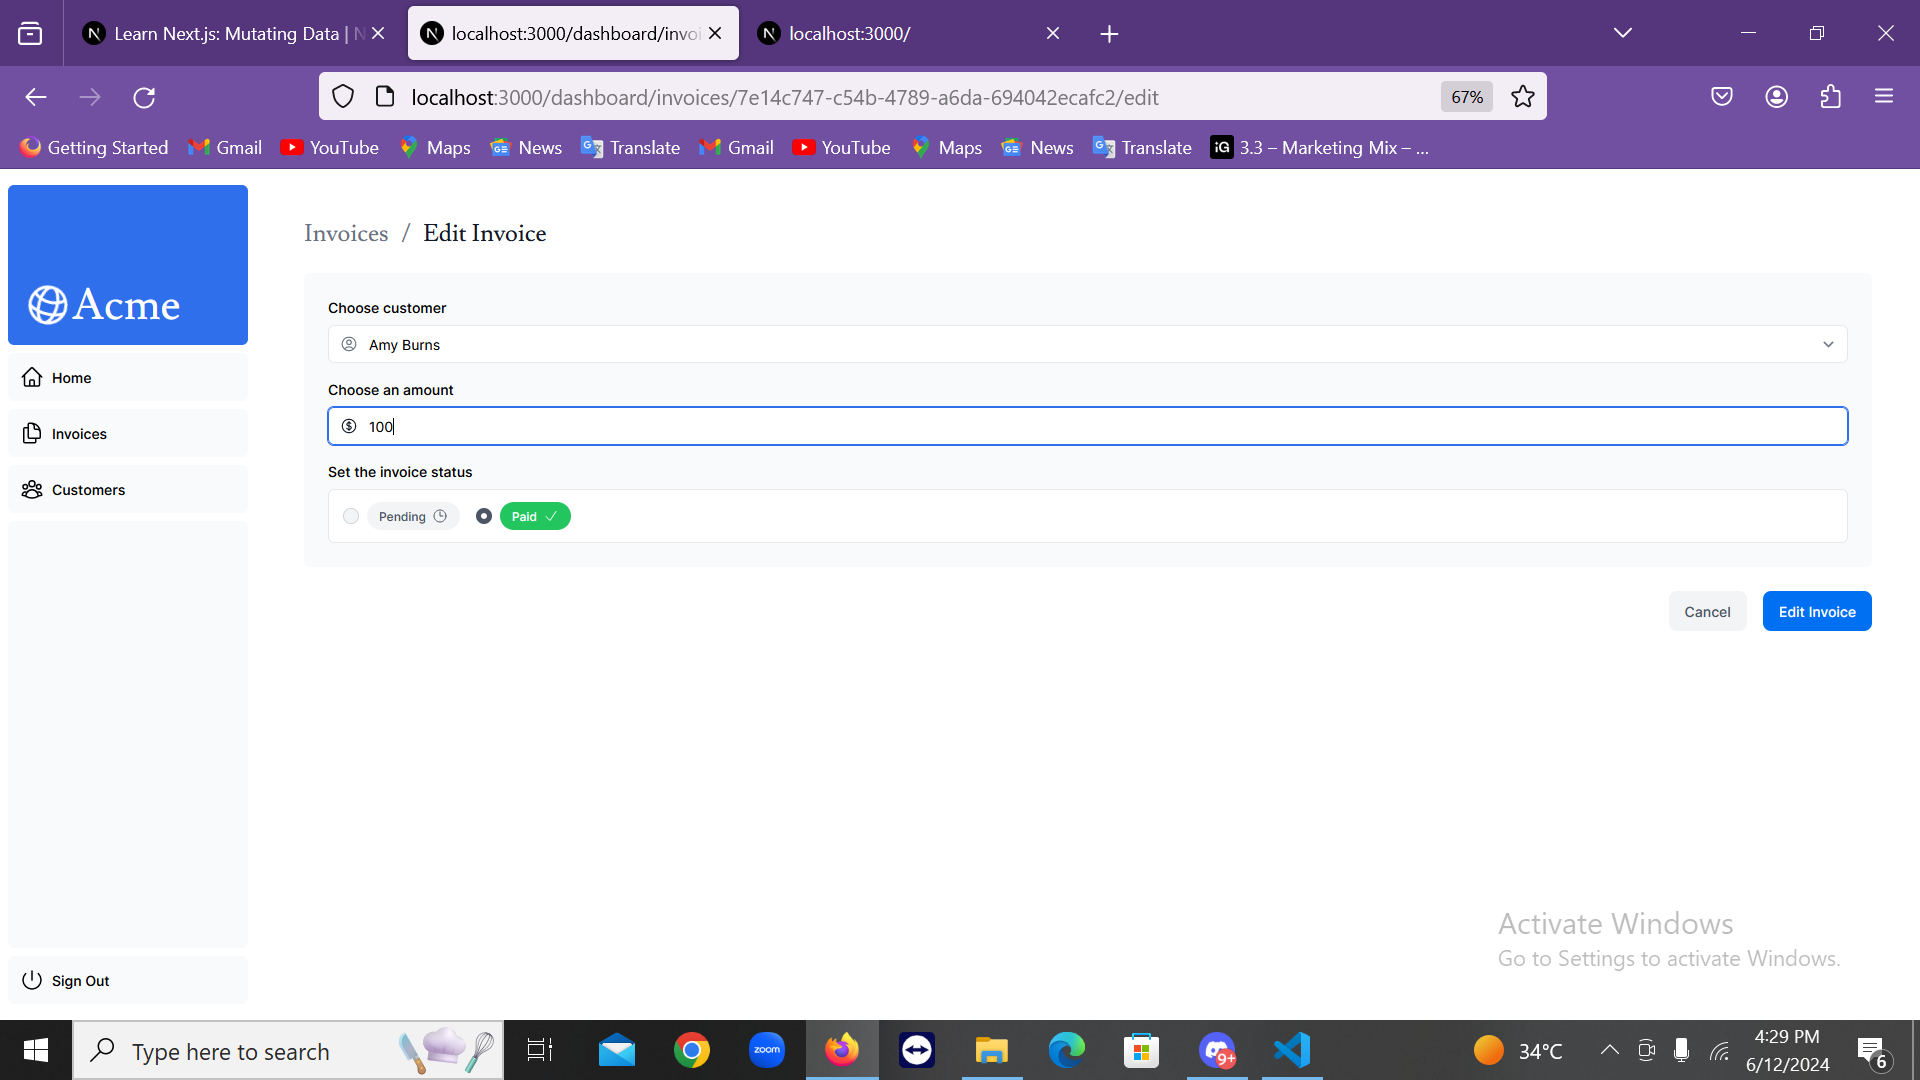 Learn Next.js: Mutating Data | N
localhost:3000/dashboard/invoi
localhost:3000/
localhost:3000/dashboard/invoices/7e14c747-c54b-4789-a6da-694042ecafc2/edit
67%
Getting Started
Gmail
YouTube
Maps
News
Translate
Gmail
YouTube
Maps
News
Translate
iG
3.3 – Marketing Mix – ...
Acme
Home
Invoices
Customers
Sign Out
Invoices / Edit Invoice
Choose customer
Amy Burns
Choose an amount
100
Set the invoice status
Pending
Paid
Cancel
Edit Invoice
Activate Windows
Go to Settings to activate Windows.
Type here to search
zoom
9+
34°C
4:29 PM
6/12/2024
6